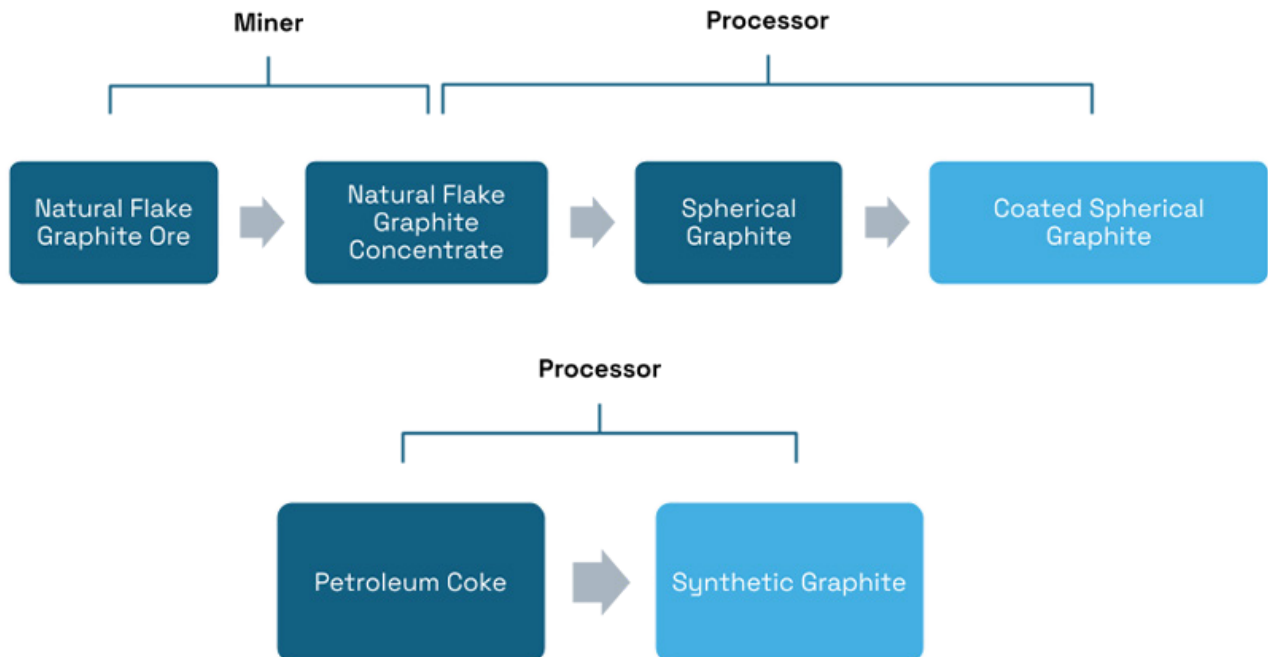 Miner
Processor
Natural Flake
Graphite Ore
Natural Flake
Graphite
Concentrate
Spherical
Graphite
Coated Spherical
Graphite
Processor
Petroleum Coke
Synthetic Graphite